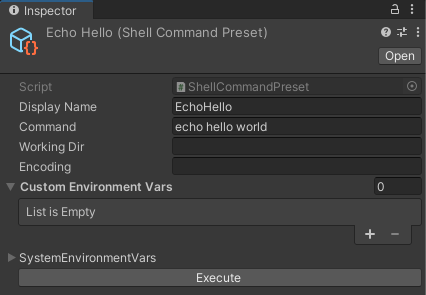 Inspector
Echo Hello (Shell Command Preset)
Open
Script ShellCommandPreset
Display Name EchoHello
Command echo hello world
Working Dir
Encoding
Custom Environment Vars 0
List is Empty
+ −
SystemEnvironmentVars
Execute